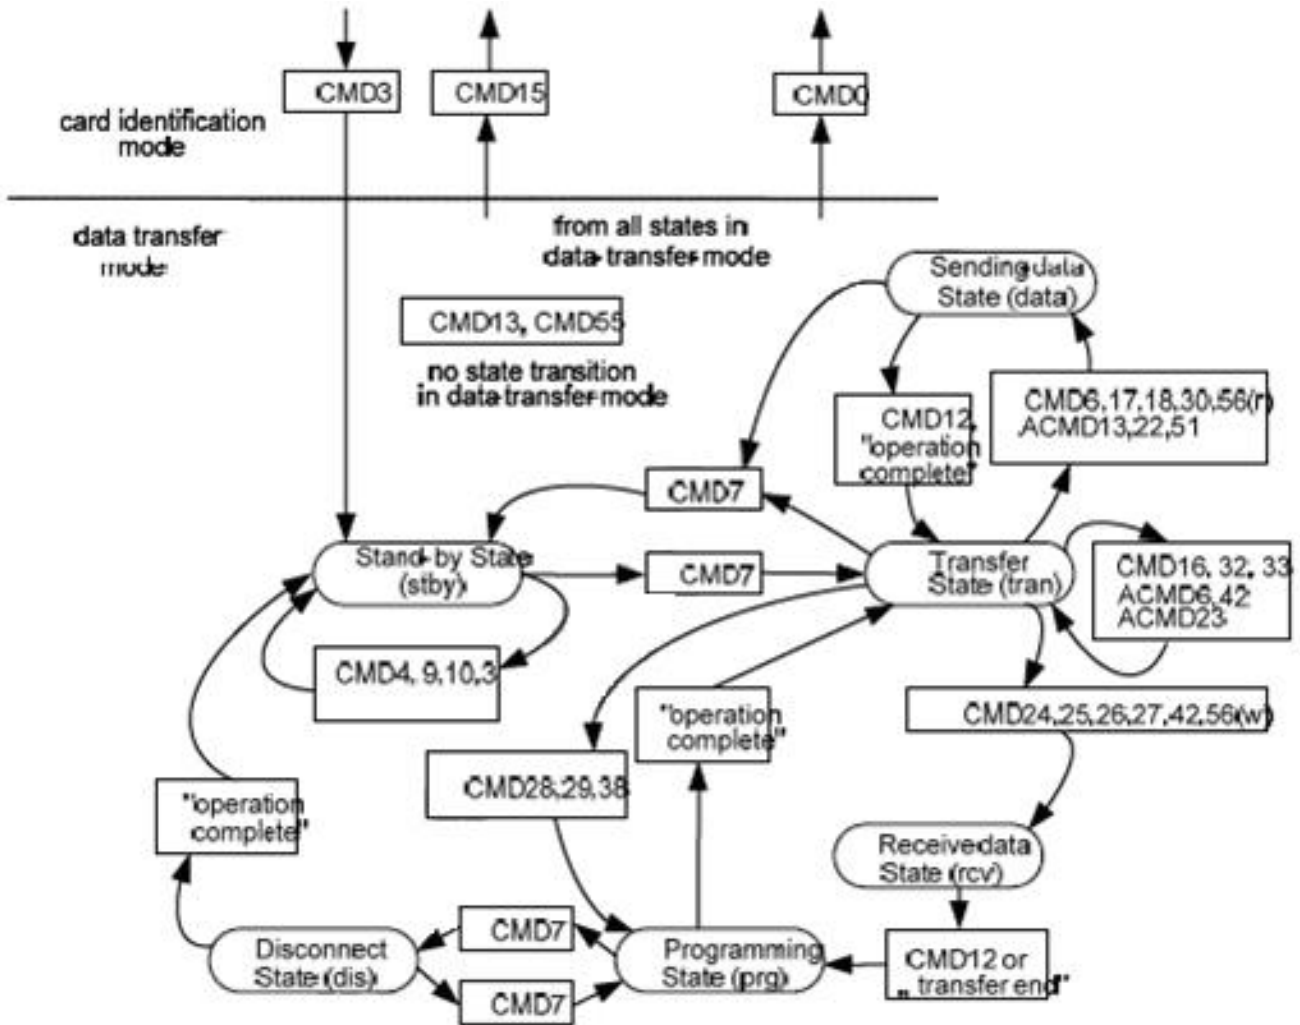 CMD3
CMD15
CMD0
card identification
mode
data transfer
mode
from all states in
data-transfer mode
Sending data
State (data)
CMD13, CMD55
no state transition
in data-transfer mode
CMD12,
"operation
complete"
CMD6,17,18,30,56(r)
ACMD13,22,51
CMD7
Stand-by State
(stby)
CMD7
Transfer
State (tran)
CMD16, 32, 33
ACMD6,42
ACMD23
CMD4, 9,10,3
"operation
complete"
CMD24,25,26,27,42,56(w)
CMD28,29,38
"operation
complete"
Receive-data
State (rcv)
CMD7
Disconnect
State (dis)
Programming
State (prg)
CMD12 or
„ transfer end"
CMD7